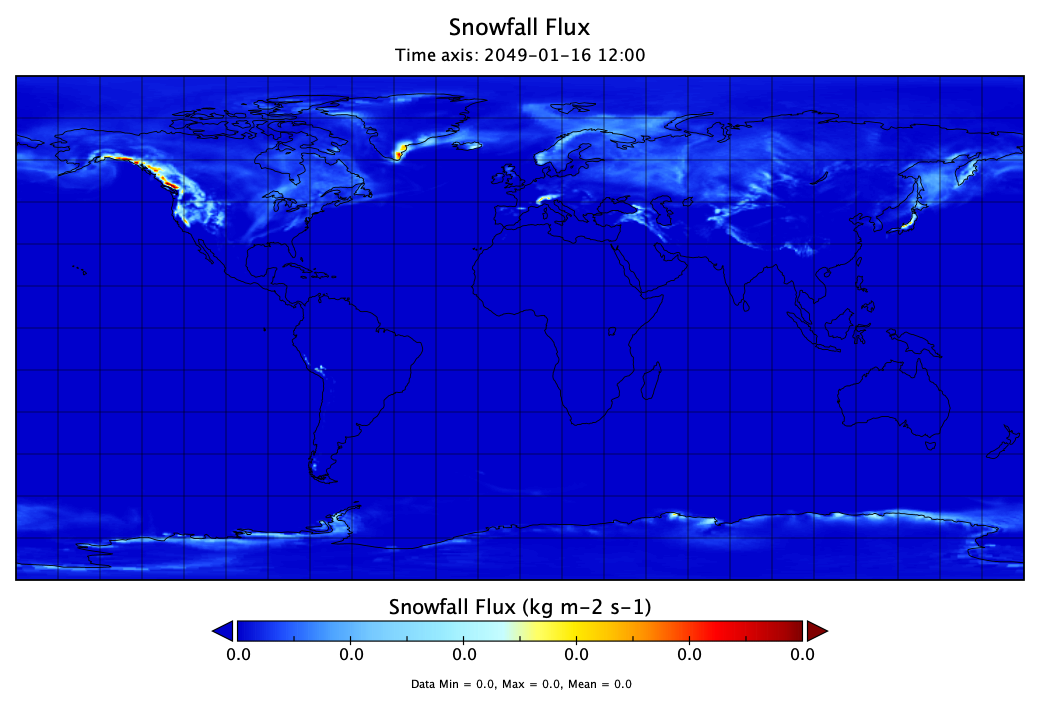 Snowfall Flux
Time axis: 2049-01-16 12:00
Snowfall Flux (kg m-2 s-1)
0.0 0.0 0.0 0.0 0.0 0.0
Data Min = 0.0, Max = 0.0, Mean = 0.0